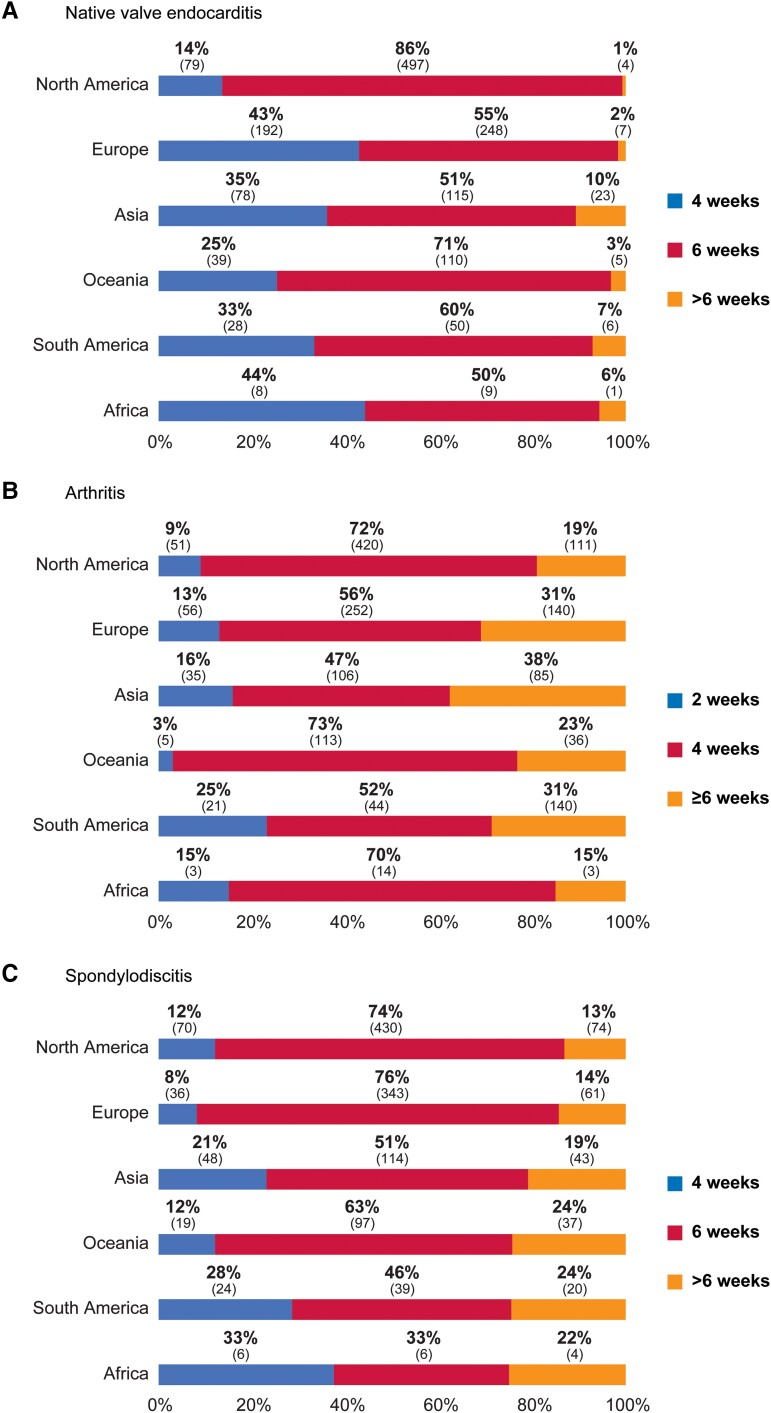 A Native valve endocarditis
14% 86% 1%
(79) (497) (4)
North America
43% 55% 2%
(192) (248) (7)
Europe
35% 51% 10%
(78) (115) (23)
Asia
25% 71% 3%
(39) (110) (5)
Oceania
33% 60% 7%
(28) (50) (6)
South America
44% 50% 6%
(8) (9) (1)
Africa
0% 20% 40% 60% 80% 100%
4 weeks
6 weeks
>6 weeks
B Arthritis
9% 72% 19%
(51) (420) (111)
North America
13% 56% 31%
(56) (252) (140)
Europe
16% 47% 38%
(35) (106) (85)
Asia
3% 73% 23%
(5) (113) (36)
Oceania
25% 52% 31%
(21) (44) (140)
South America
15% 70% 15%
(3) (14) (3)
Africa
0% 20% 40% 60% 80% 100%
2 weeks
4 weeks
≥6 weeks
C Spondylodiscitis
12% 74% 13%
(70) (430) (74)
North America
8% 76% 14%
(36) (343) (61)
Europe
21% 51% 19%
(48) (114) (43)
Asia
12% 63% 24%
(19) (97) (37)
Oceania
28% 46% 24%
(24) (39) (20)
South America
33% 33% 22%
(6) (6) (4)
Africa
0% 20% 40% 60% 80% 100%
4 weeks
6 weeks
>6 weeks